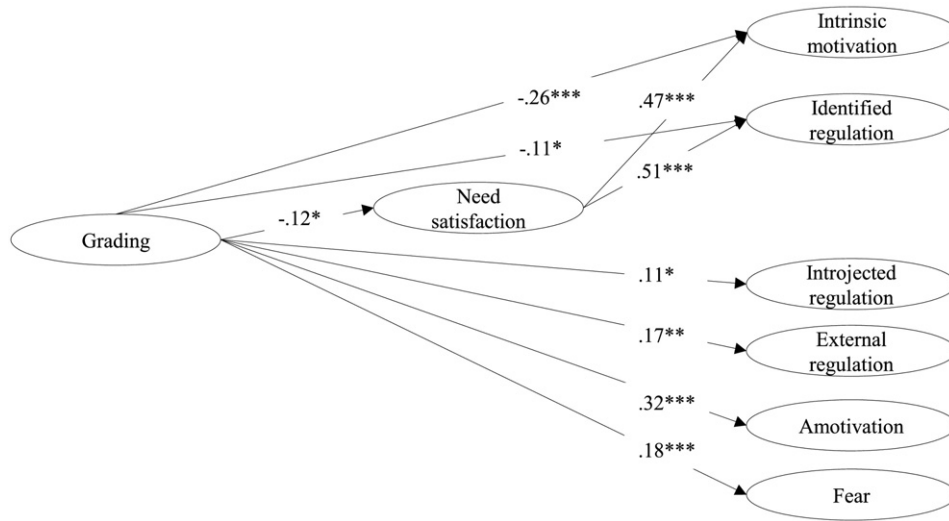 Intrinsic
motivation
-.26***
.47***
Identified
regulation
-.11*
.51***
Need
satisfaction
-.12*
Grading
.11*
Introjected
regulation
.17**
External
regulation
.32***
Amotivation
.18***
Fear